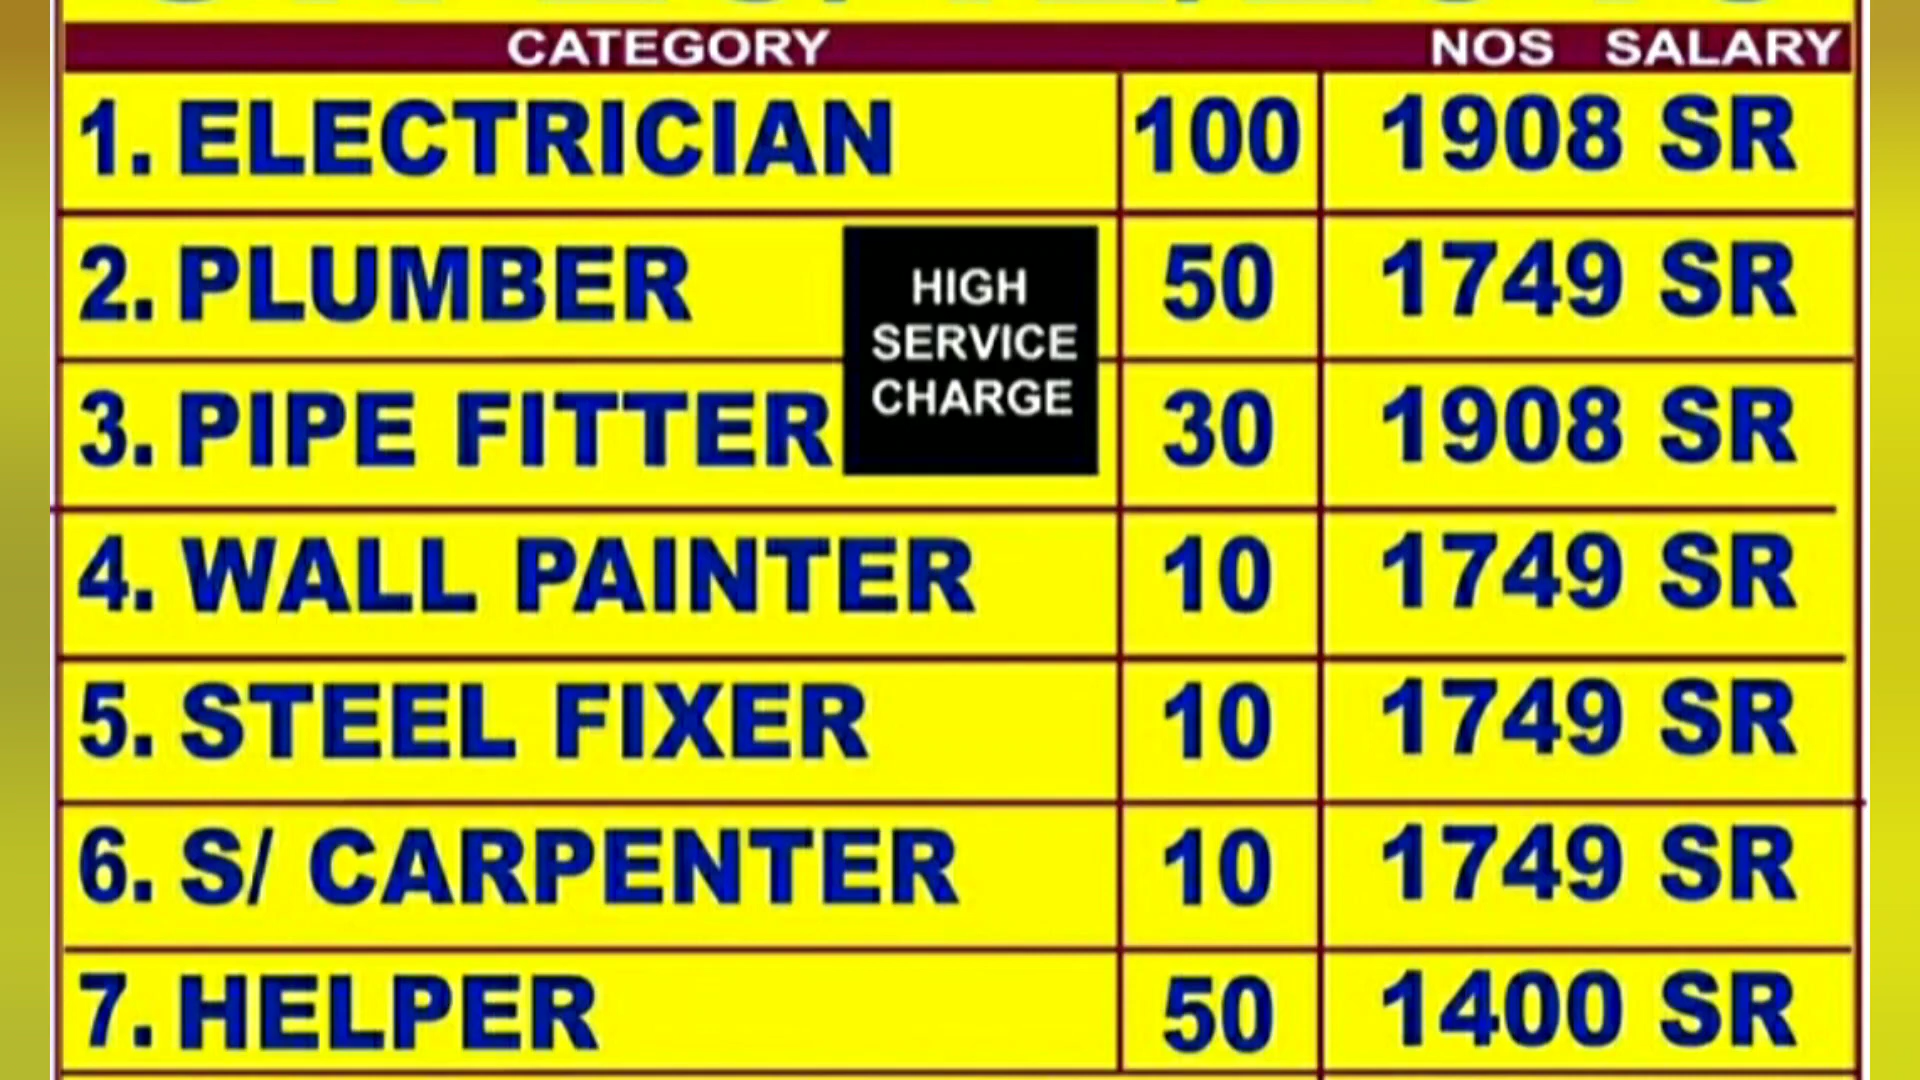 CATEGORY NOS SALARY
1. ELECTRICIAN 100 1908 SR
2. PLUMBER 50 1749 SR
3. PIPE FITTER 30 1908 SR
HIGH
SERVICE
CHARGE
4. WALL PAINTER 10 1749 SR
5. STEEL FIXER 10 1749 SR
6. S/ CARPENTER 10 1749 SR
7. HELPER 50 1400 SR